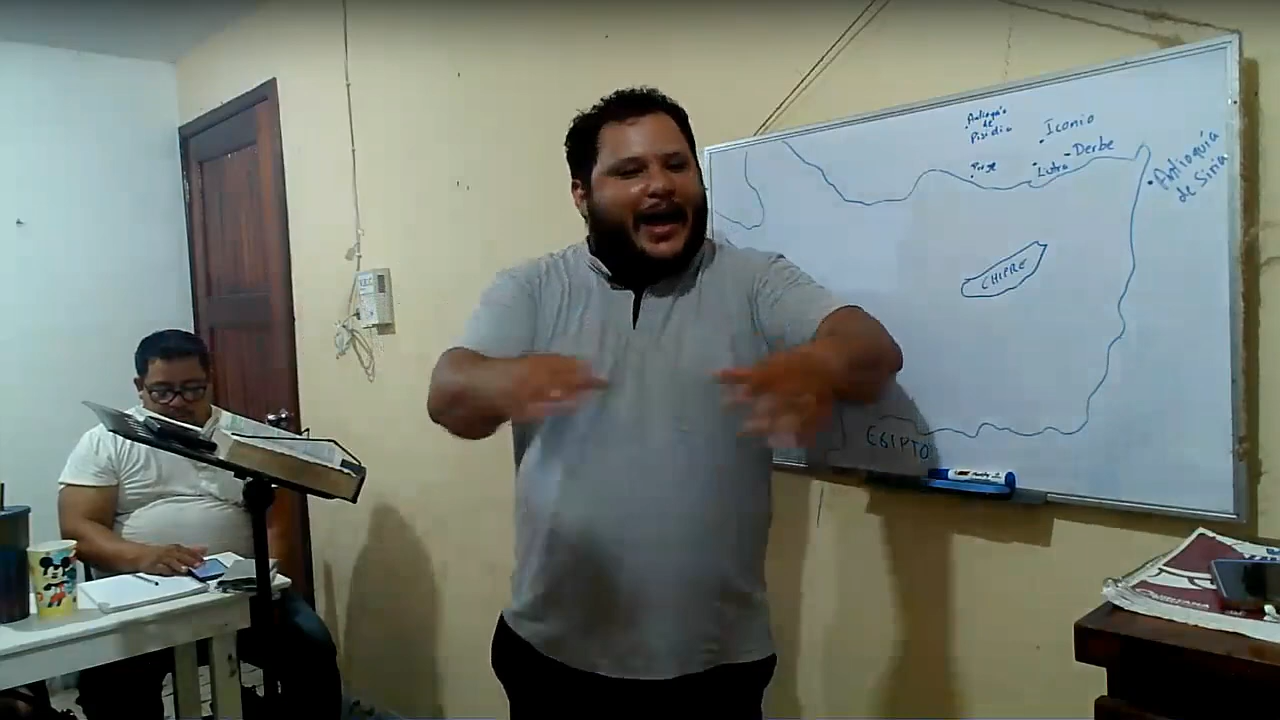 Antioquía
de
Pisidia
Iconio
Derbe
Perge
Listra
Antioquía
de Siria
CHIPRE
EGIPTO